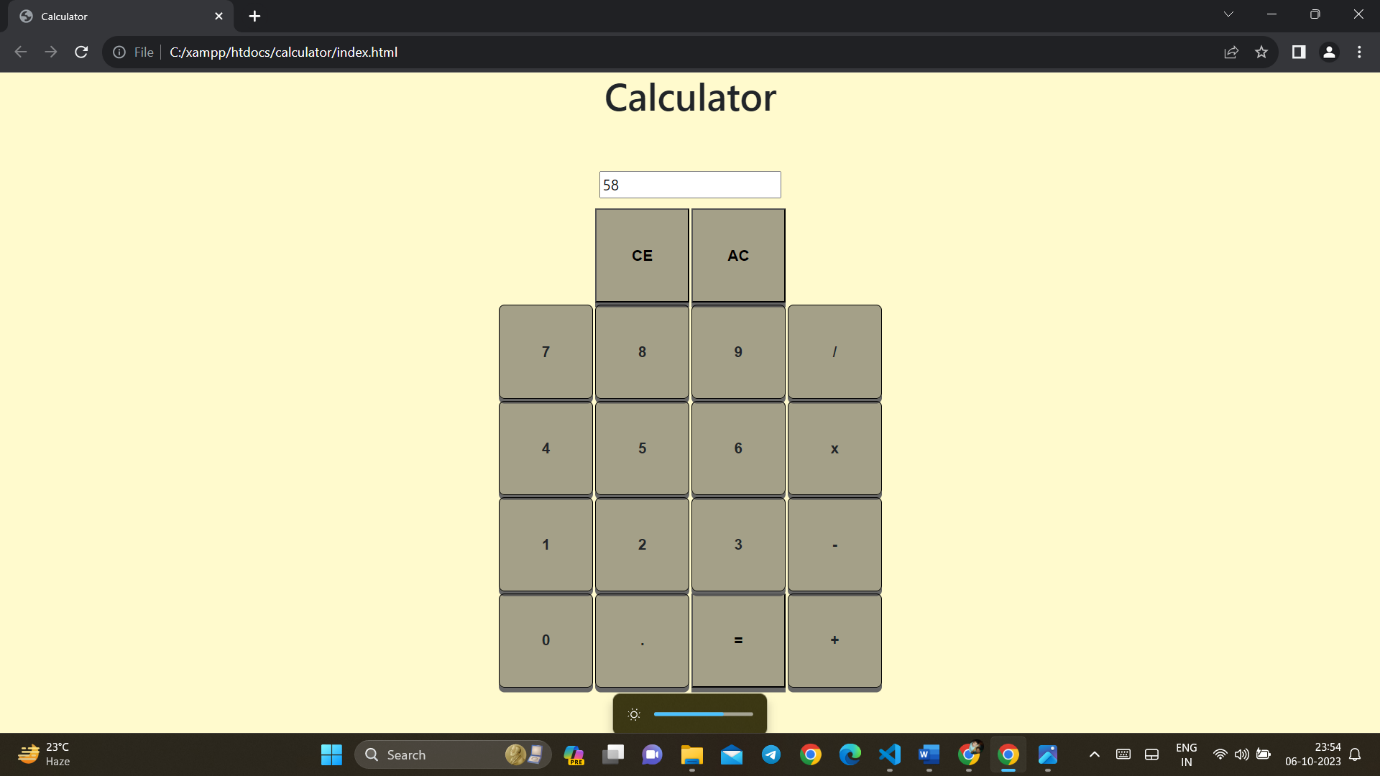 Calculator
File C:/xampp/htdocs/calculator/index.html
Calculator
58
CE AC
7 8 9 /
4 5 6 x
1 2 3 -
0 . = +
23°C
Haze
Search
PRE
ENG
IN
23:54
06-10-2023